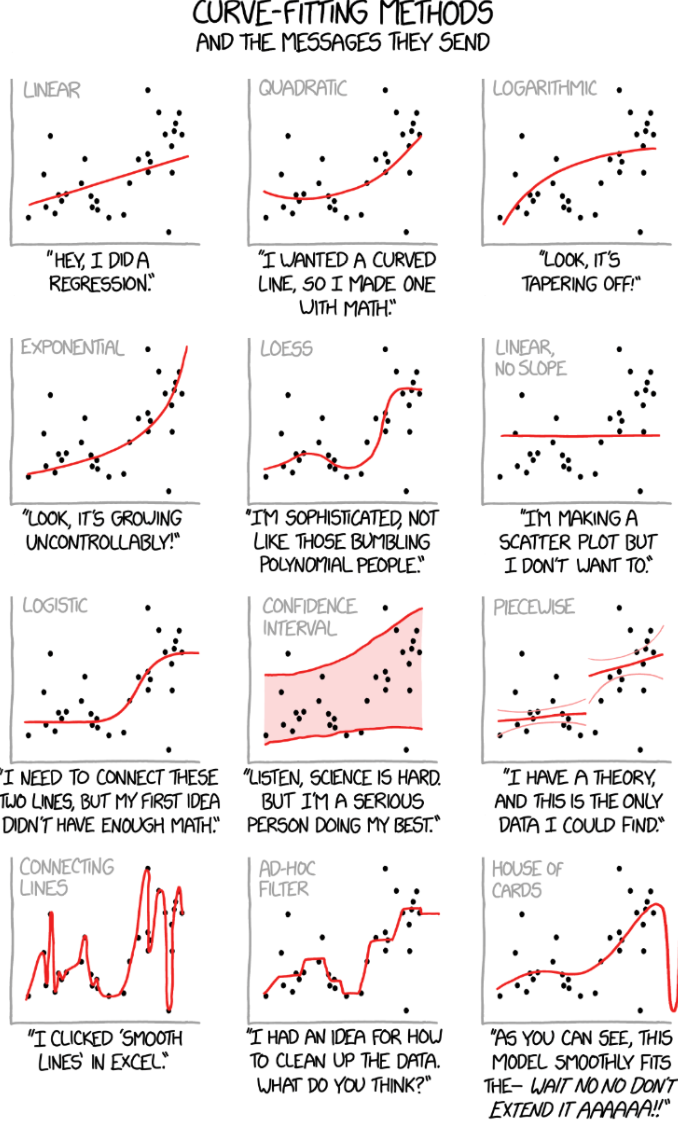 CURVE-FITTING METHODS
AND THE MESSAGES THEY SEND
LINEAR
"HEY, I DID A
REGRESSION."
QUADRATIC
"I WANTED A CURVED
LINE, SO I MADE ONE
WITH MATH."
LOGARITHMIC
"LOOK, IT'S
TAPERING OFF!"
EXPONENTIAL
"LOOK, IT'S GROWING
UNCONTROLLABLY!"
LOESS
"I'M SOPHISTICATED, NOT
LIKE THOSE BUMBLING
POLYNOMIAL PEOPLE."
LINEAR,
NO SLOPE
"I'M MAKING A
SCATTER PLOT BUT
I DON'T WANT TO."
LOGISTIC
"I NEED TO CONNECT THESE
TWO LINES, BUT MY FIRST IDEA
DIDN'T HAVE ENOUGH MATH."
CONFIDENCE
INTERVAL
"LISTEN, SCIENCE IS HARD.
BUT I'M A SERIOUS
PERSON DOING MY BEST."
PIECEWISE
"I HAVE A THEORY,
AND THIS IS THE ONLY
DATA I COULD FIND."
CONNECTING
LINES
"I CLICKED 'SMOOTH
LINES' IN EXCEL."
AD-HOC
FILTER
"I HAD AN IDEA FOR HOW
TO CLEAN UP THE DATA.
WHAT DO YOU THINK?"
HOUSE OF
CARDS
"AS YOU CAN SEE, THIS
MODEL SMOOTHLY FITS
THE— WAIT NO NO DON'T
EXTEND IT AAAAAA!!"